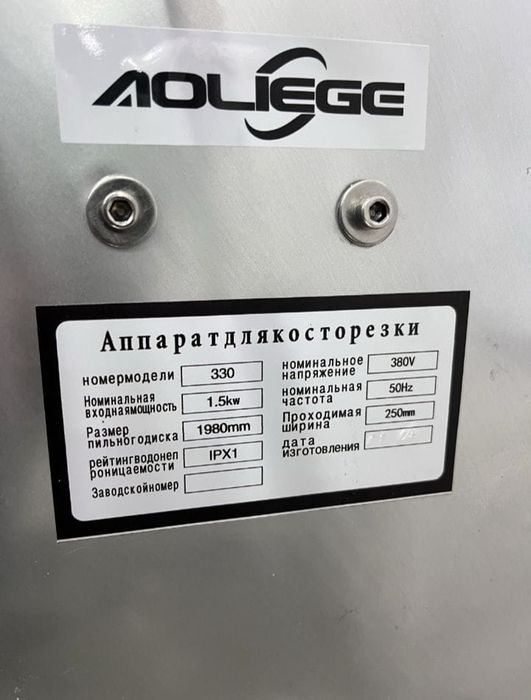 AOLIEGE
Аппаратдлякосторезки
номермодели 330
Номинальная
входнаямощность 1.5kw
Размер
пильногодиска 1980mm
рейтингводонеп
роницаемости IPX1
Заводскойномер
номинальное
напряжение 380V
номинальная
частота 50Hz
Проходимая
ширина 250mm
дата
изготовления